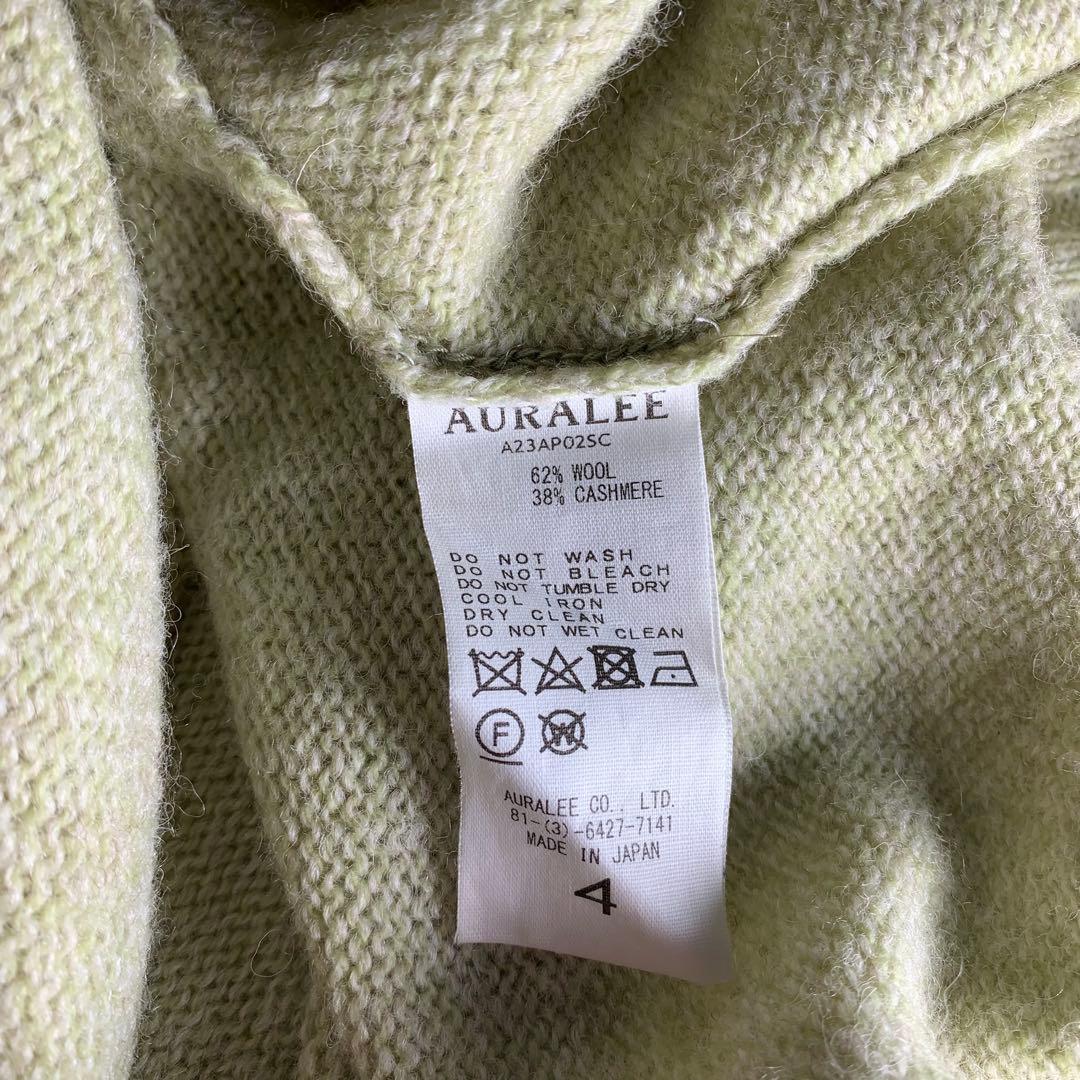 AURALEE
A23AP02SC
62% WOOL
38% CASHMERE
DO NOT WASH
DO NOT BLEACH
DO NOT TUMBLE DRY
COOL IRON
DRY CLEAN
DO NOT WET CLEAN
F W
AURALEE CO., LTD.
81-(3)-6427-7141
MADE IN JAPAN
4